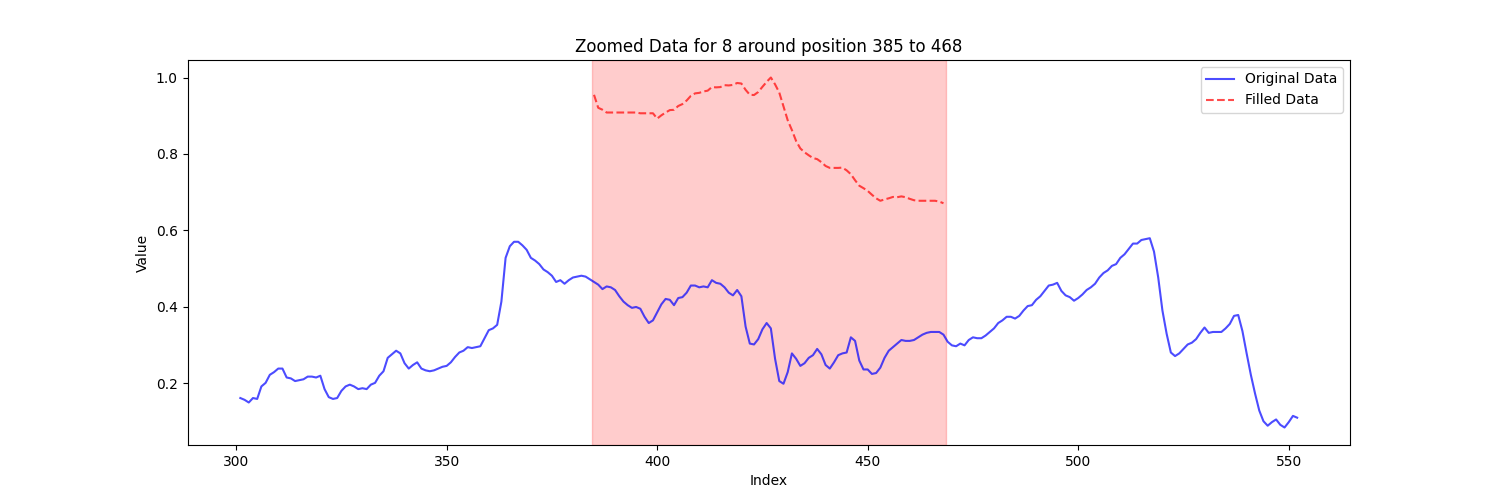 Zoomed Data for 8 around position 385 to 468
Original Data
Filled Data
Value
1.0
0.8
0.6
0.4
0.2
300
350
400
450
500
550
Index